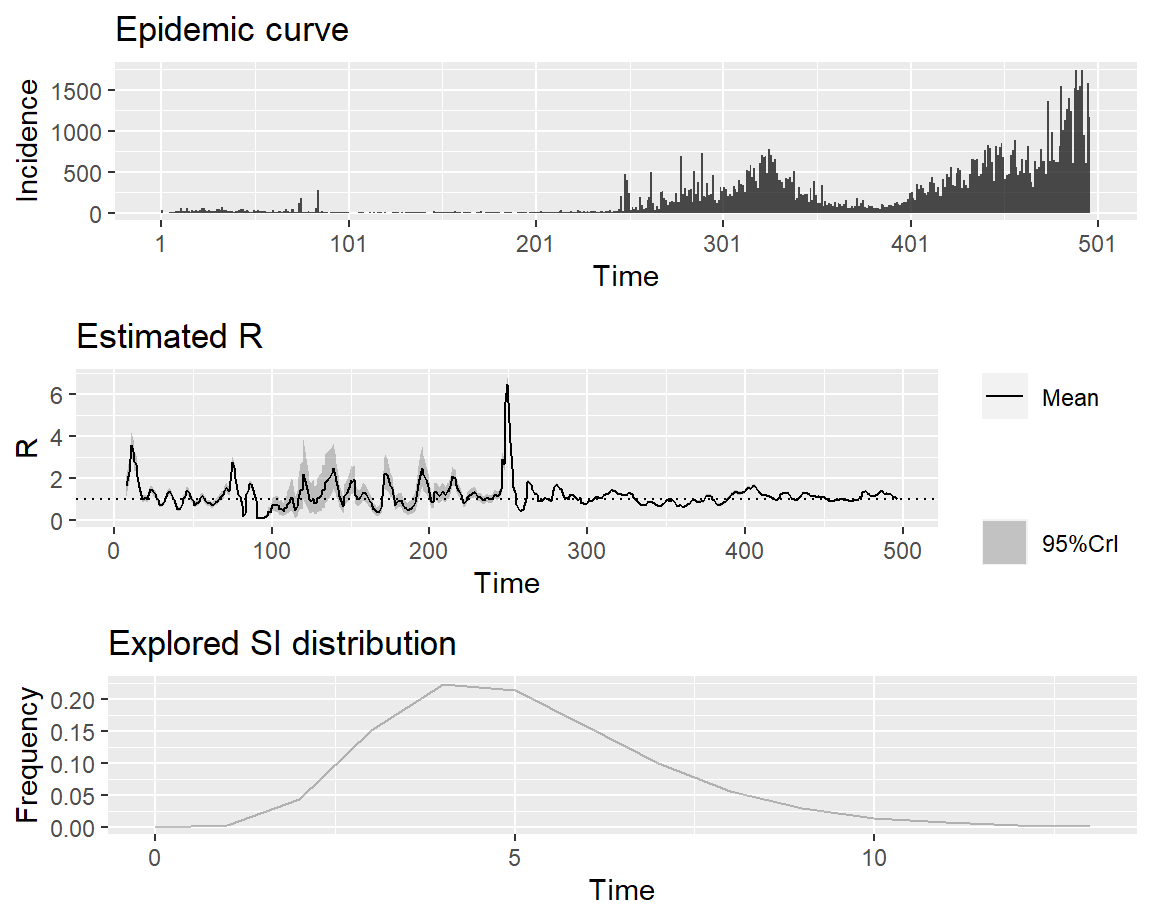 Epidemic curve
Incidence
1500
1000
500
0
1 101 201 301 401 501
Time
Estimated R
R
6
4
2
0
0 100 200 300 400 500
Time
Mean
95%CrI
Explored SI distribution
Frequency
0.20
0.15
0.10
0.05
0.00
0 5 10
Time